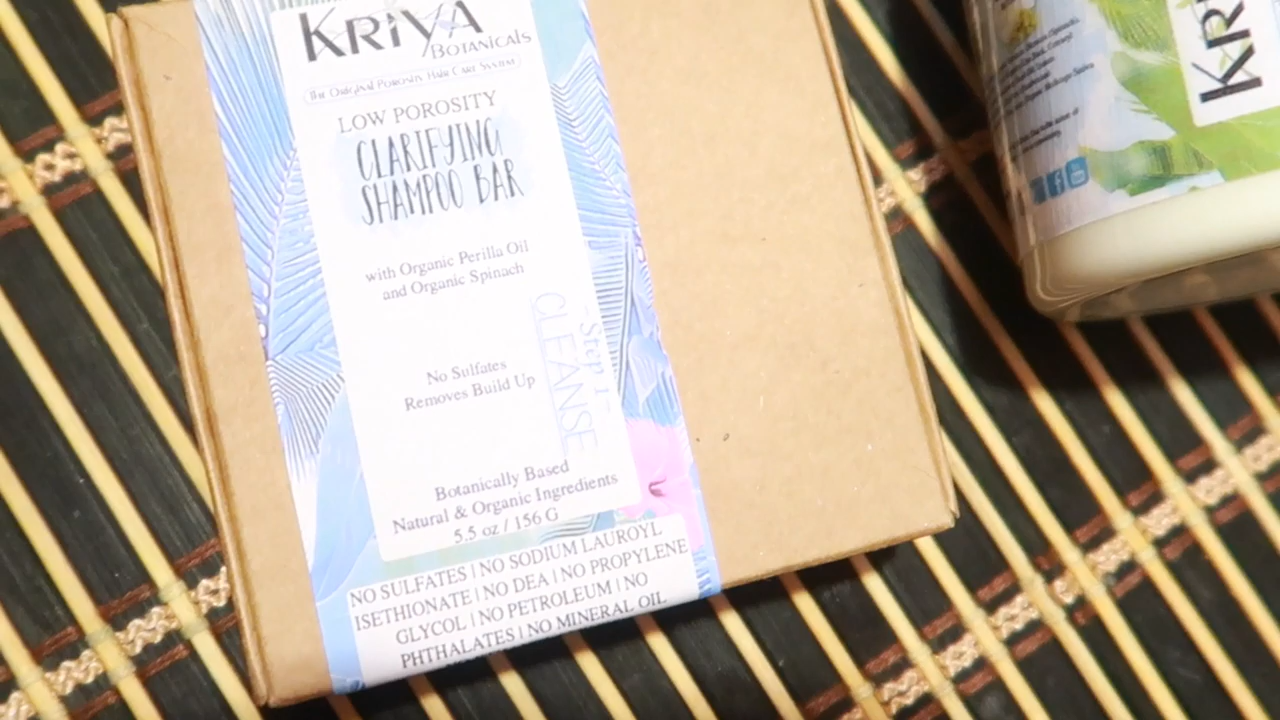 KRIYA
BOTANICALS
THE ORIGINAL POROSITY HAIR CARE SYSTEM
LOW POROSITY
CLARIFYING
SHAMPOO BAR
with Organic Perilla Oil
and Organic Spinach
Step 1-
CLEANSE
No Sulfates
Removes Build Up
Botanically Based
Natural & Organic Ingredients
5.5 oz / 156 G
NO SULFATES | NO SODIUM LAUROYL
ISETHIONATE | NO DEA | NO PROPYLENE
GLYCOL | NO PETROLEUM | NO
PHTHALATES | NO MINERAL OIL
KR